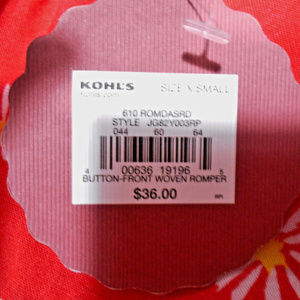 KOHL'S SIZE X SMALL
Kohls.com
610 ROMDASRD
STYLE JG82Y003RP
044 60 64
4 00636 19196 5
BUTTON-FRONT WOVEN ROMPER
$36.00
RPI